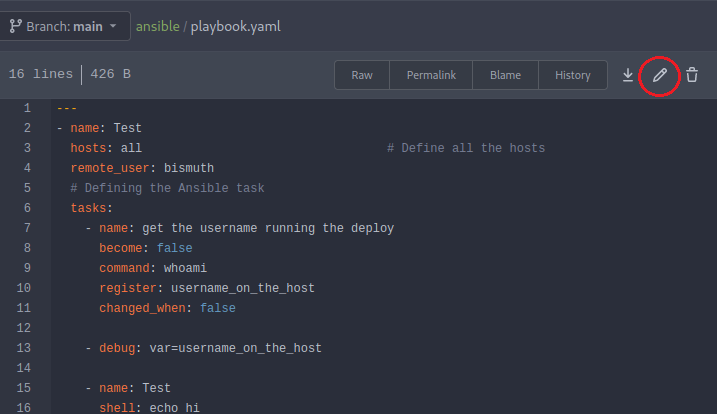 Branch: main ansible / playbook.yaml
16 lines 426 B Raw Permalink Blame History
1 ---
2 - name: Test
3 hosts: all # Define all the hosts
4 remote_user: bismuth
5 # Defining the Ansible task
6 tasks:
7 - name: get the username running the deploy
8 become: false
9 command: whoami
10 register: username_on_the_host
11 changed_when: false
12
13 - debug: var=username_on_the_host
14
15 - name: Test
16 shell: echo hi